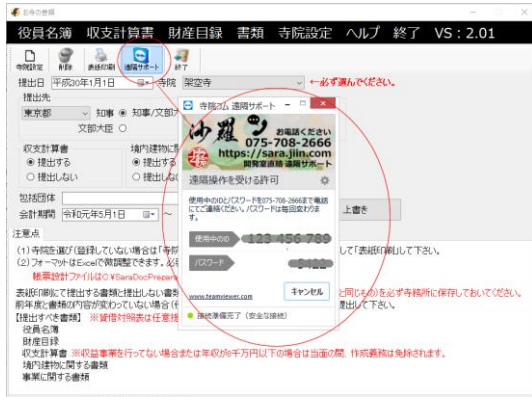 お寺の書類
役員名簿 収支計算書 財産目録 書類 寺院設定 ヘルプ 終了 VS：2.01
寺院設定 削除 表紙印刷 遠隔サポート 終了
提出日 平成30年1月1日 寺院 架空寺 ←必ず選んでください。
提出先
東京都 知事 知事/文部大
文部大臣
収支計算書 境内建物に関
提出する 提出する
提出しない 提出しな
包括団体 上書き
会計期間 令和元年5月1日 ～
注意点
(1)寺院を選び(登録していない場合は「寺院
して「表紙印刷」して下さい。
(2)フォーマットはExcelで微調整できます。必
帳票設計ファイルはC:¥SaraDocPrepara
表紙印刷にて提出する書類と提出しない書類
と同じもの)を必ず寺務所に保存しておいてください。
前年度と書類の内容が変わっていない場合(
提出して下さい。
【提出すべき書類】 ※貸借対照表は任意提
役員名簿
財産目録
収支計算書 ※収益事業を行ってない場合または年収が8千万円以下の場合は当面の間、作成義務は免除されます。
境内建物に関する書類
事業に関する書類
寺院コム 遠隔サポート
沙羅
お電話ください
075-708-2666
https://sara.jiin.com
開発室直通 遠隔サポート
遠隔操作を受ける許可
使用中のIDとパスワードを075-708-2666まで電話
にてご連絡ください。パスワードは毎回変わりま
す。
使用中のID 123 456 789
パスワード
www.teamviewer.com キャンセル
接続準備完了（安全な接続）